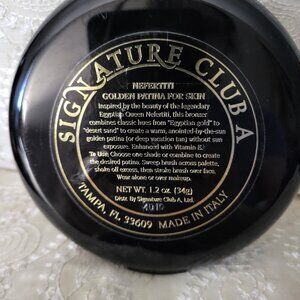 SIGNATURE CLUB A
NEFERTITI
GOLDEN PATINA FOR SKIN
Inspired by the beauty of the legendary
Egyptian Queen Nefertiti, this bronzer
combines classic hues from "Egyptian gold" to
"desert sand" to create a warm, anointed-by-the-sun
golden (or deep vacation tan) without sun
exposure. Enhanced with Vitamin E.
To Use: Choose one shade or combine to create
the desired patina. Sweep brush across palette,
shake off excess, then stroke brush over face.
Wear alone or over makeup.
NET WT. 1.2 oz. (34g)
Distr. By Signature Club A, Ltd.
TAMPA, FL 33609 MADE IN ITALY